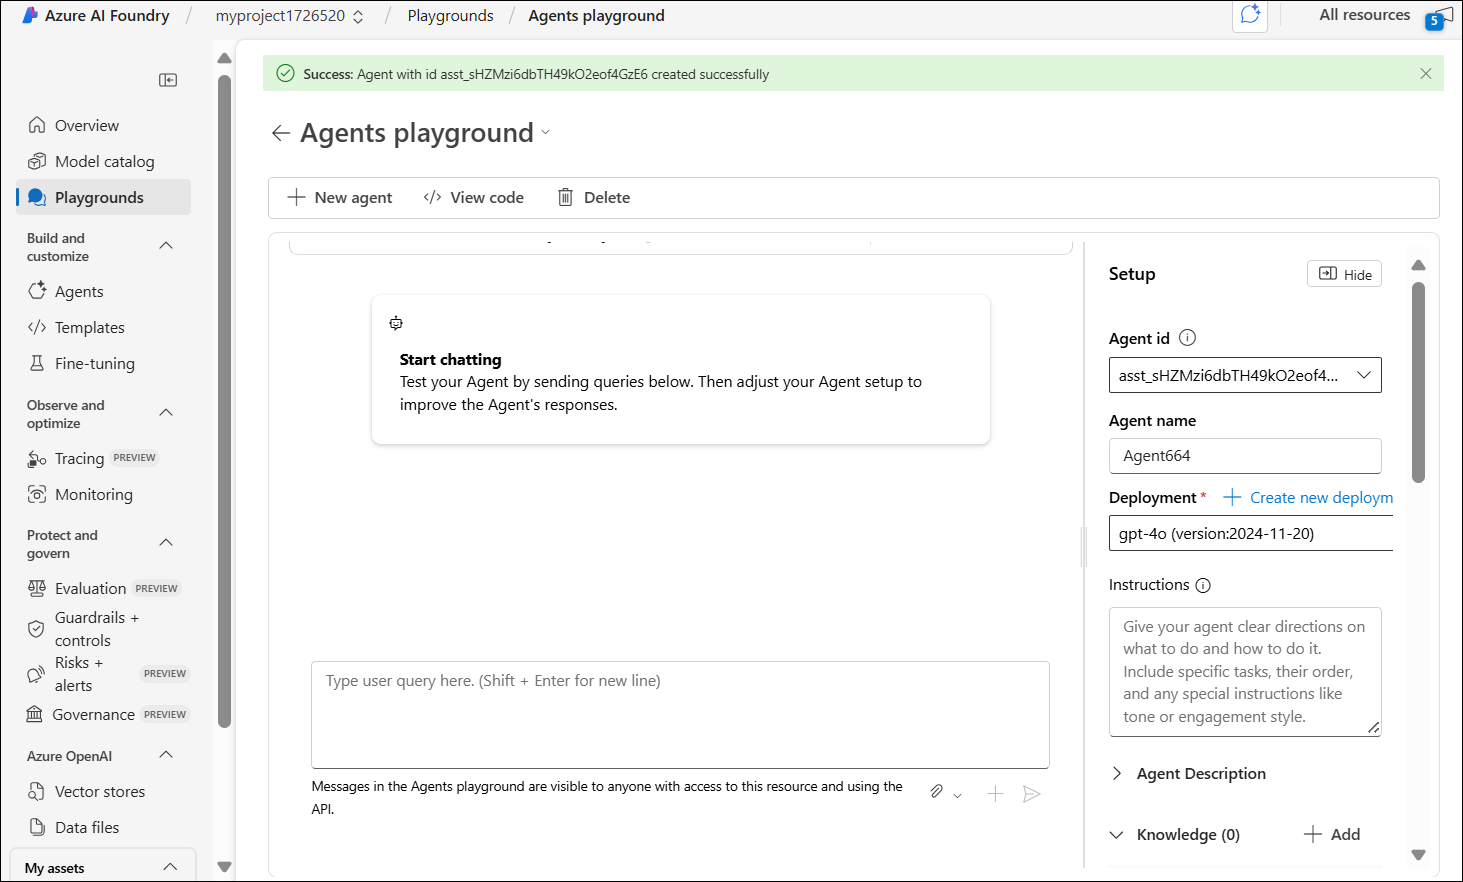 Azure AI Foundry / myproject1726520 / Playgrounds / Agents playground
All resources
5
Success: Agent with id asst_sHZMzi6dbTH49kO2eof4GzE6 created successfully
Overview
Model catalog
Playgrounds
Build and
customize
Agents
Templates
Fine-tuning
Observe and
optimize
Tracing PREVIEW
Monitoring
Protect and
govern
Evaluation PREVIEW
Guardrails +
controls
Risks +
alerts PREVIEW
Governance PREVIEW
Azure OpenAI
Vector stores
Data files
My assets
Agents playground
New agent
</> View code
Delete
Start chatting
Test your Agent by sending queries below. Then adjust your Agent setup to
improve the Agent's responses.
Type user query here. (Shift + Enter for new line)
Messages in the Agents playground are visible to anyone with access to this resource and using the
API.
Setup
Hide
Agent id
asst_sHZMzi6dbTH49kO2eof4...
Agent name
Agent664
Deployment * + Create new deploym
gpt-4o (version:2024-11-20)
Instructions
Give your agent clear directions on
what to do and how to do it.
Include specific tasks, their order,
and any special instructions like
tone or engagement style.
Agent Description
Knowledge (0) + Add